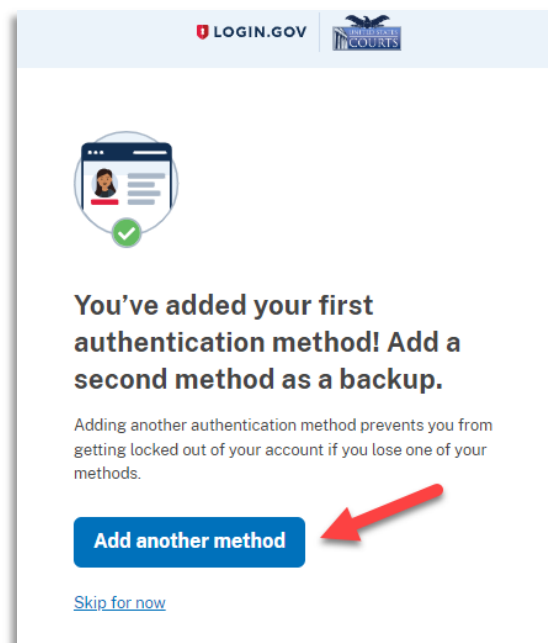 LOGIN.GOV
UNITED STATES
COURTS
You’ve added your first
authentication method! Add a
second method as a backup.
Adding another authentication method prevents you from
getting locked out of your account if you lose one of your
methods.
Add another method
Skip for now